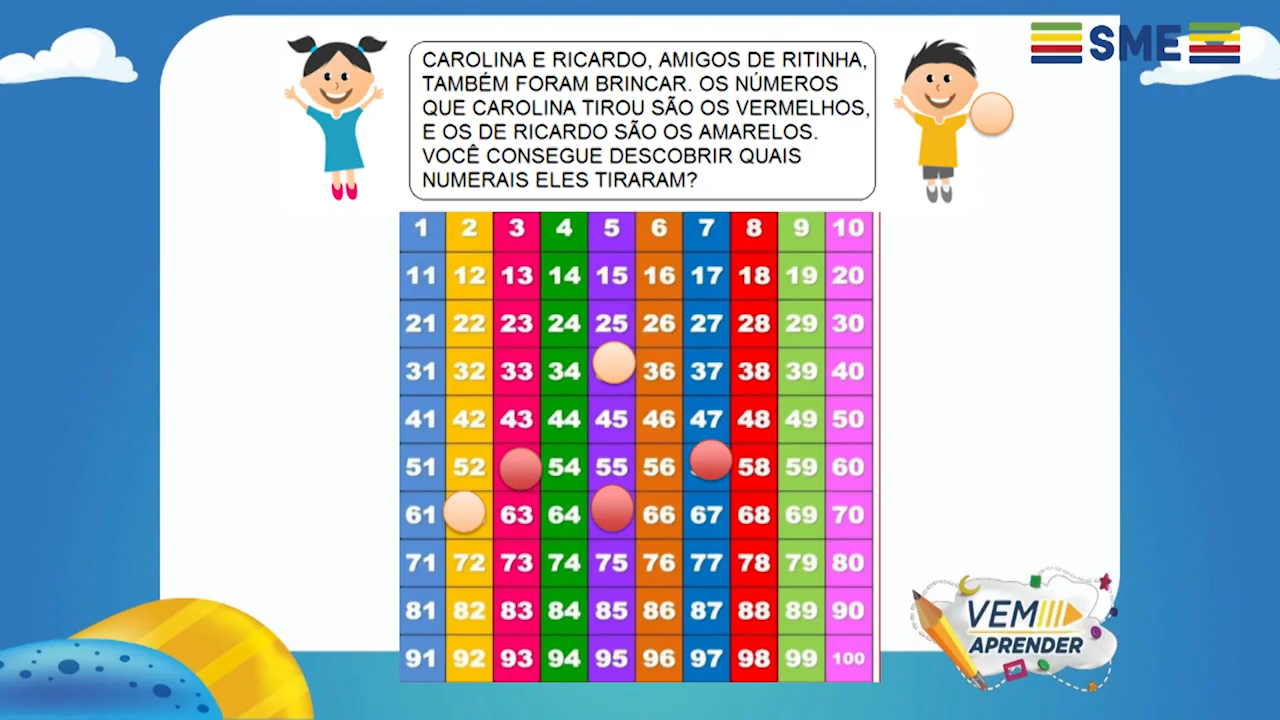 SME
CAROLINA E RICARDO, AMIGOS DE RITINHA,
TAMBÉM FORAM BRINCAR. OS NÚMEROS
QUE CAROLINA TIROU SÃO OS VERMELHOS,
E OS DE RICARDO SÃO OS AMARELOS.
VOCÊ CONSEGUE DESCOBRIR QUAIS
NUMERAIS ELES TIRARAM?
1 2 3 4 5 6 7 8 9 10
11 12 13 14 15 16 17 18 19 20
21 22 23 24 25 26 27 28 29 30
31 32 33 34 36 37 38 39 40
41 42 43 44 45 46 47 48 49 50
51 52 54 55 56 58 59 60
61 63 64 66 67 68 69 70
71 72 73 74 75 76 77 78 79 80
81 82 83 84 85 86 87 88 89 90
91 92 93 94 95 96 97 98 99 100
VEM
APRENDER